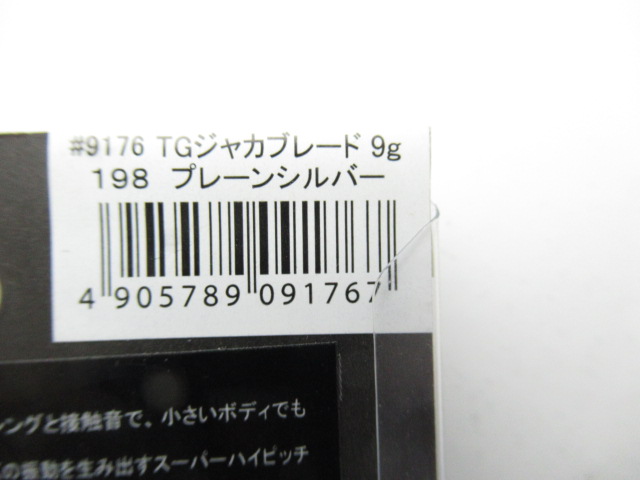 #9176 TGジャカブレード 9g
198 プレーンシルバー
4 905789 091767
ングと接触音で、小さいボディでも
の振動を生み出すスーパーハイピッチ